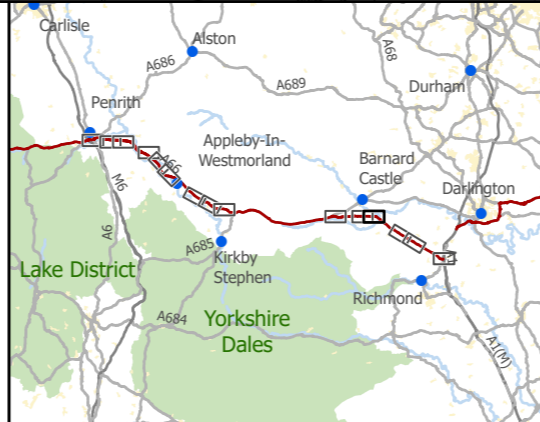 Carlisle
Alston
A68
A686
A689
Durham
Penrith
Appleby-In-
Westmorland
A66
Barnard
Castle
Darlington
M6
A6
A685
Kirkby
Stephen
Lake District
Richmond
A684
Yorkshire
Dales
A1(M)